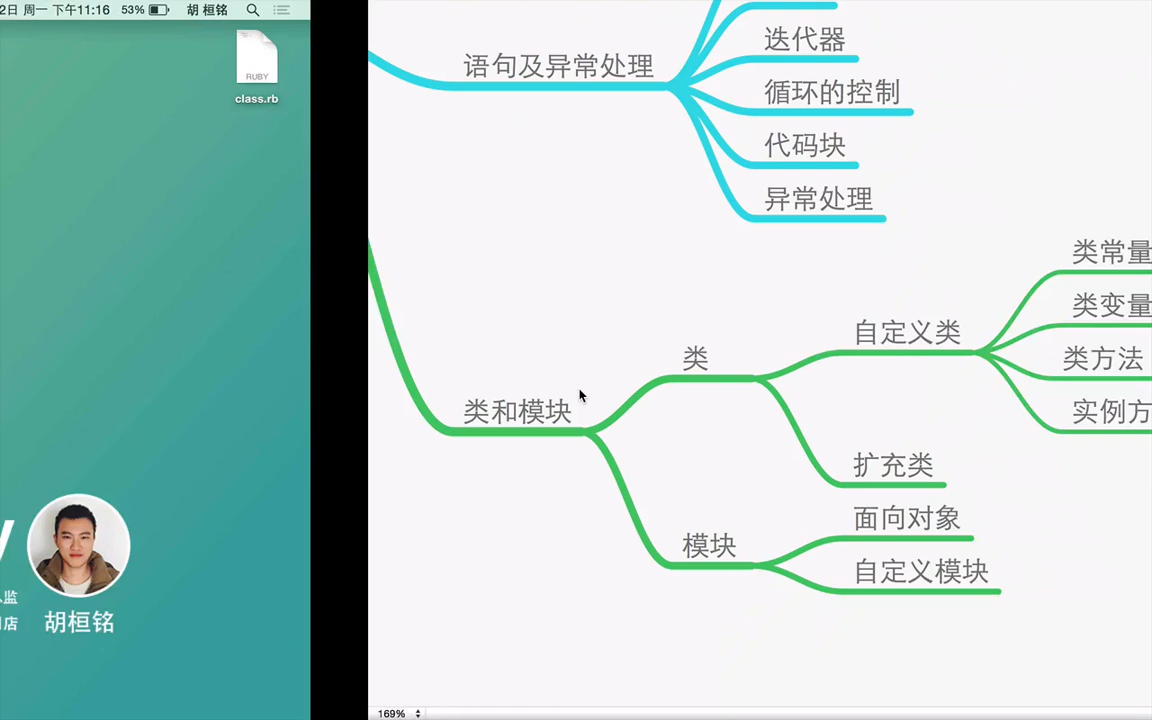 2日 周一 下午11:16 53% 胡 桓铭
RUBY
class.rb
监
店
胡桓铭
语句及异常处理
迭代器
循环的控制
代码块
异常处理
类和模块
类
自定义类
类常量
类变量
类方法
实例方
扩充类
模块
面向对象
自定义模块
169%